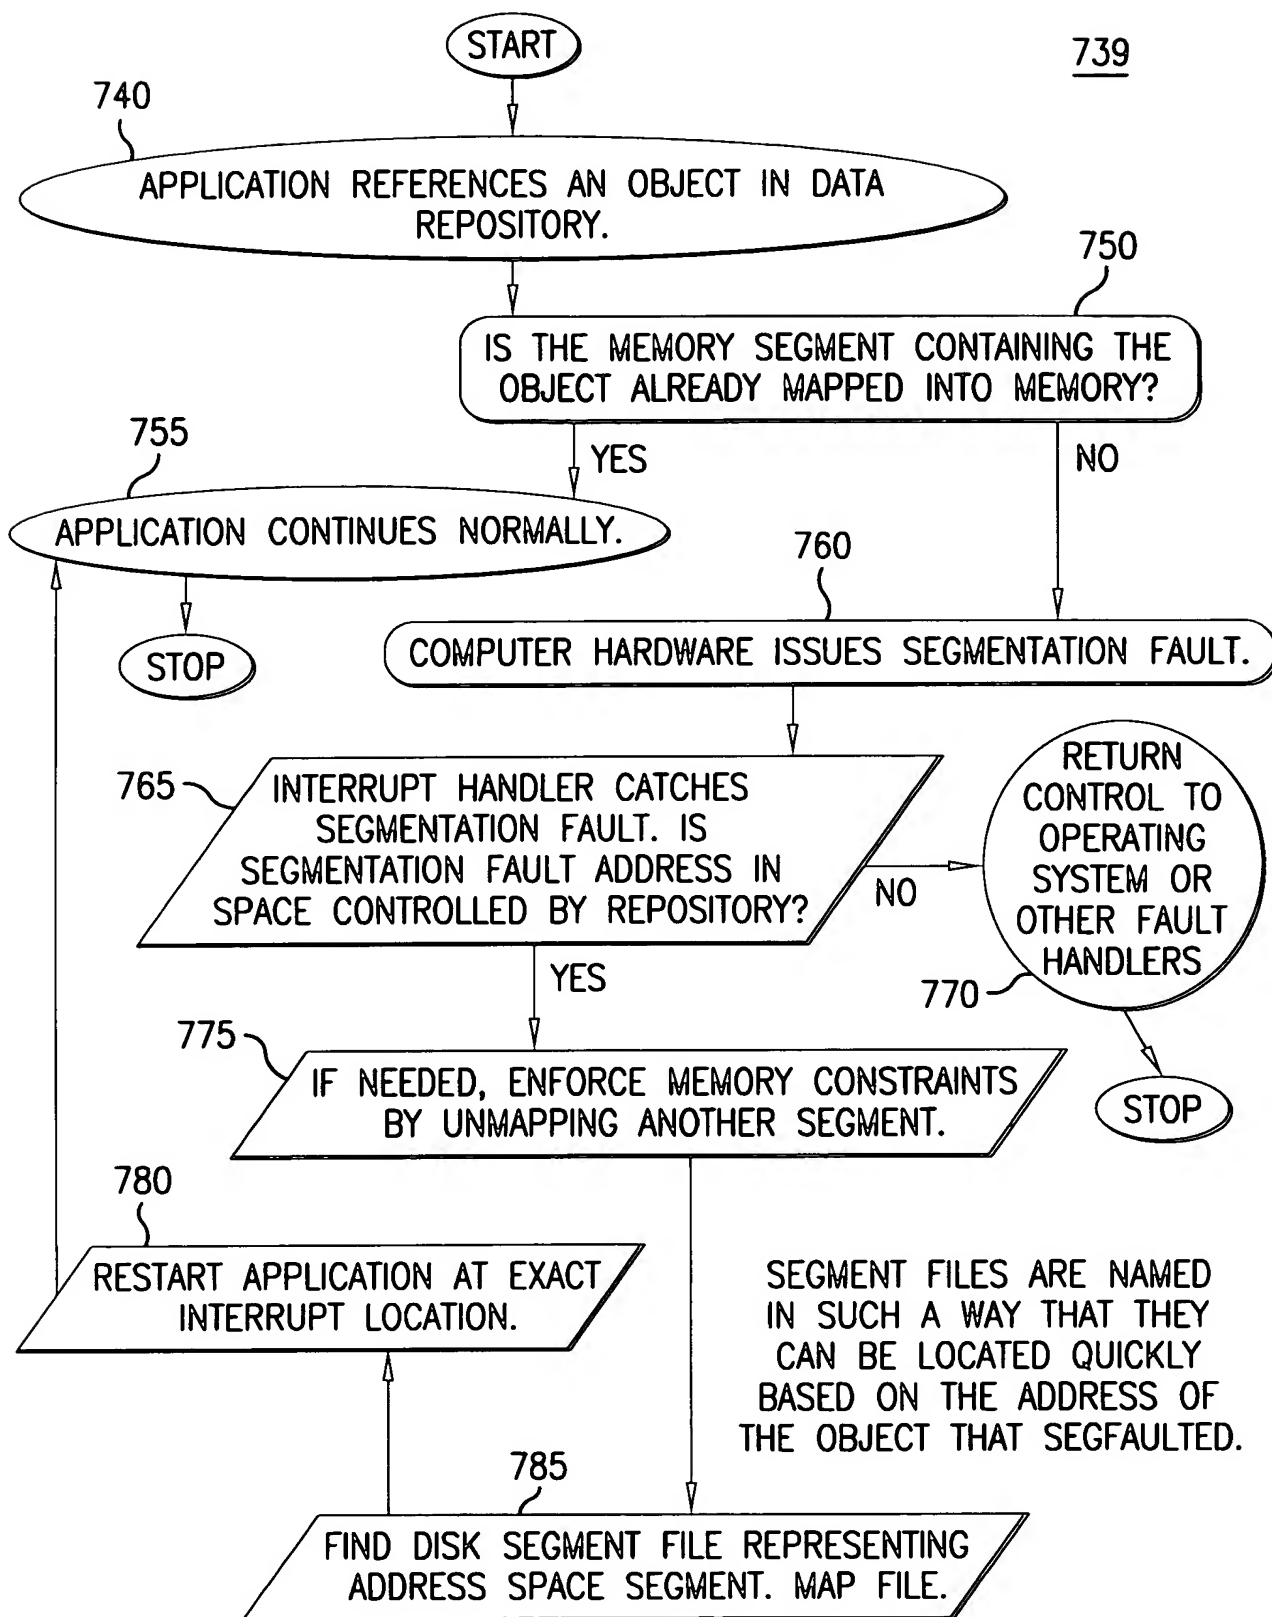 START
739
740
APPLICATION REFERENCES AN OBJECT IN DATA
REPOSITORY.
750
IS THE MEMORY SEGMENT CONTAINING THE
OBJECT ALREADY MAPPED INTO MEMORY?
755
YES
NO
APPLICATION CONTINUES NORMALLY.
760
STOP
COMPUTER HARDWARE ISSUES SEGMENTATION FAULT.
765
INTERRUPT HANDLER CATCHES
SEGMENTATION FAULT. IS
SEGMENTATION FAULT ADDRESS IN
SPACE CONTROLLED BY REPOSITORY?
NO
RETURN
CONTROL TO
OPERATING
SYSTEM OR
OTHER FAULT
HANDLERS
770
YES
775
IF NEEDED, ENFORCE MEMORY CONSTRAINTS
BY UNMAPPING ANOTHER SEGMENT.
STOP
780
RESTART APPLICATION AT EXACT
INTERRUPT LOCATION.
SEGMENT FILES ARE NAMED
IN SUCH A WAY THAT THEY
CAN BE LOCATED QUICKLY
BASED ON THE ADDRESS OF
THE OBJECT THAT SEGFAULTED.
785
FIND DISK SEGMENT FILE REPRESENTING
ADDRESS SPACE SEGMENT. MAP FILE.